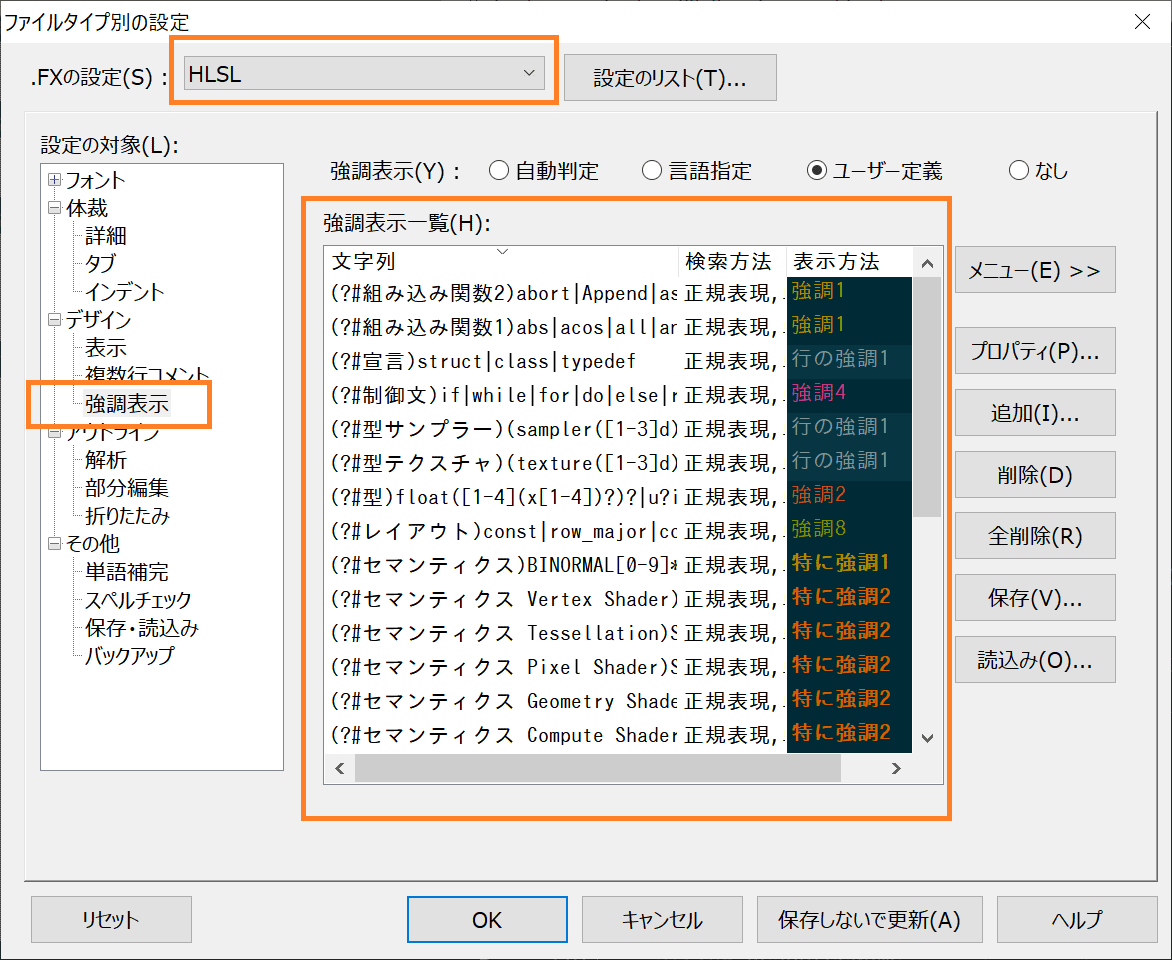 ファイルタイプ別の設定
.FXの設定(S) : HLSL 設定のリスト(T)...
設定の対象(L):
フォント
体裁
詳細
タブ
インデント
デザイン
表示
複数行コメント
強調表示
アウトライン
解析
部分編集
折りたたみ
その他
単語補完
スペルチェック
保存・読込み
バックアップ
強調表示(Y) : 自動判定 言語指定 ユーザー定義 なし
強調表示一覧(H):
文字列 検索方法 表示方法
(?#組み込み関数2)abort|Append|as 正規表現,. 強調1
(?#組み込み関数1)abs|acos|all|an 正規表現,. 強調1
(?#宣言)struct|class|typedef 正規表現,. 行の強調1
(?#制御文)if|while|for|do|else|r 正規表現,. 強調4
(?#型サンプラー)(sampler([1-3]d) 正規表現,. 行の強調1
(?#型テクスチャ)(texture([1-3]d) 正規表現,. 行の強調1
(?#型)float([1-4](x[1-4])?)?|u?i 正規表現,. 強調2
(?#レイアウト)const|row_major|co 正規表現,. 強調8
(?#セマンティクス)BINORMAL[0-9]* 正規表現,. 特に強調1
(?#セマンティクス Vertex Shader) 正規表現,. 特に強調2
(?#セマンティクス Tessellation)S 正規表現,. 特に強調2
(?#セマンティクス Pixel Shader)S 正規表現,. 特に強調2
(?#セマンティクス Geometry Shade 正規表現,. 特に強調2
(?#セマンティクス Compute Shader 正規表現,. 特に強調2
メニュー(E) >>
プロパティ(P)...
追加(I)...
削除(D)
全削除(R)
保存(V)...
読込み(O)...
リセット OK キャンセル 保存しないで更新(A) ヘルプ